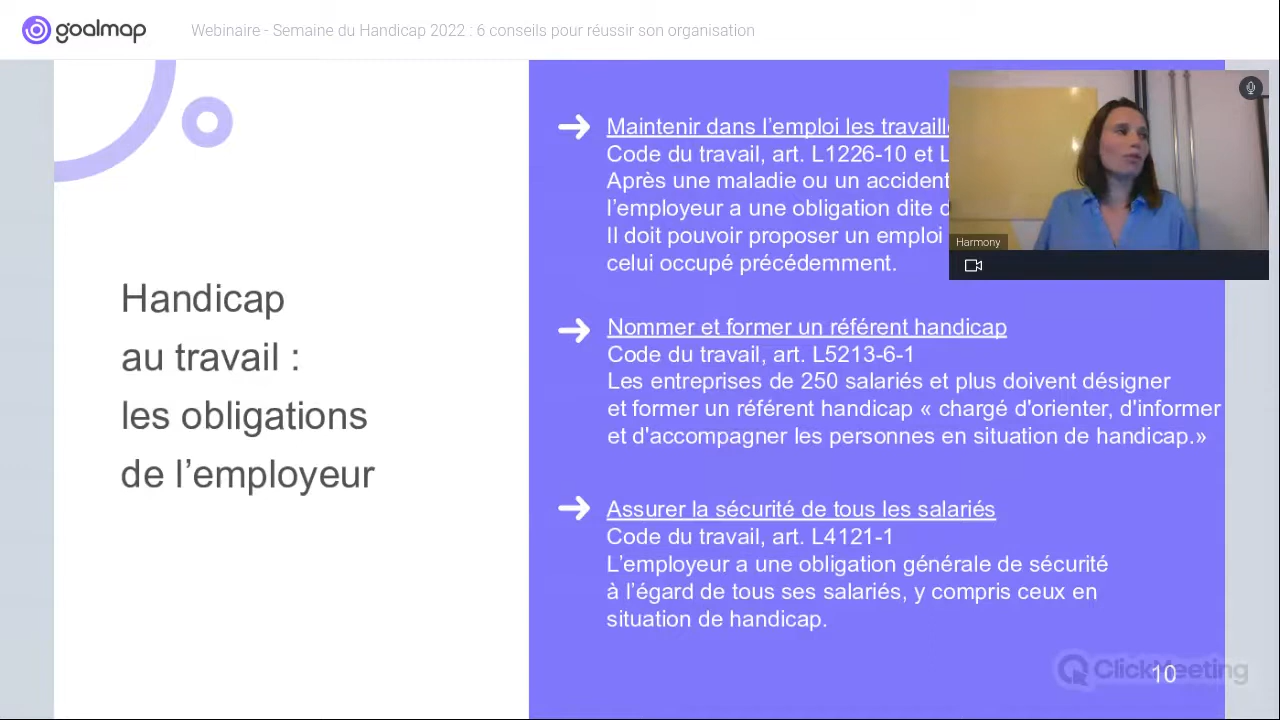 goalmap
Webinaire - Semaine du Handicap 2022 : 6 conseils pour réussir son organisation
Handicap
au travail :
les obligations
de l’employeur
Maintenir dans l’emploi les
Code du travail, art. L1226-10 et
Après une maladie ou un accident
l’employeur a une obligation dite
Il doit pouvoir proposer un emploi
celui occupé précédemment.
Nommer et former un référent handicap
Code du travail, art. L5213-6-1
Les entreprises de 250 salariés et plus doivent désigner
et former un référent handicap « chargé d'orienter, d'informer
et d'accompagner les personnes en situation de handicap.»
Assurer la sécurité de tous les salariés
Code du travail, art. L4121-1
L’employeur a une obligation générale de sécurité
à l’égard de tous ses salariés, y compris ceux en
situation de handicap.
Harmony
ClickMeeting
10